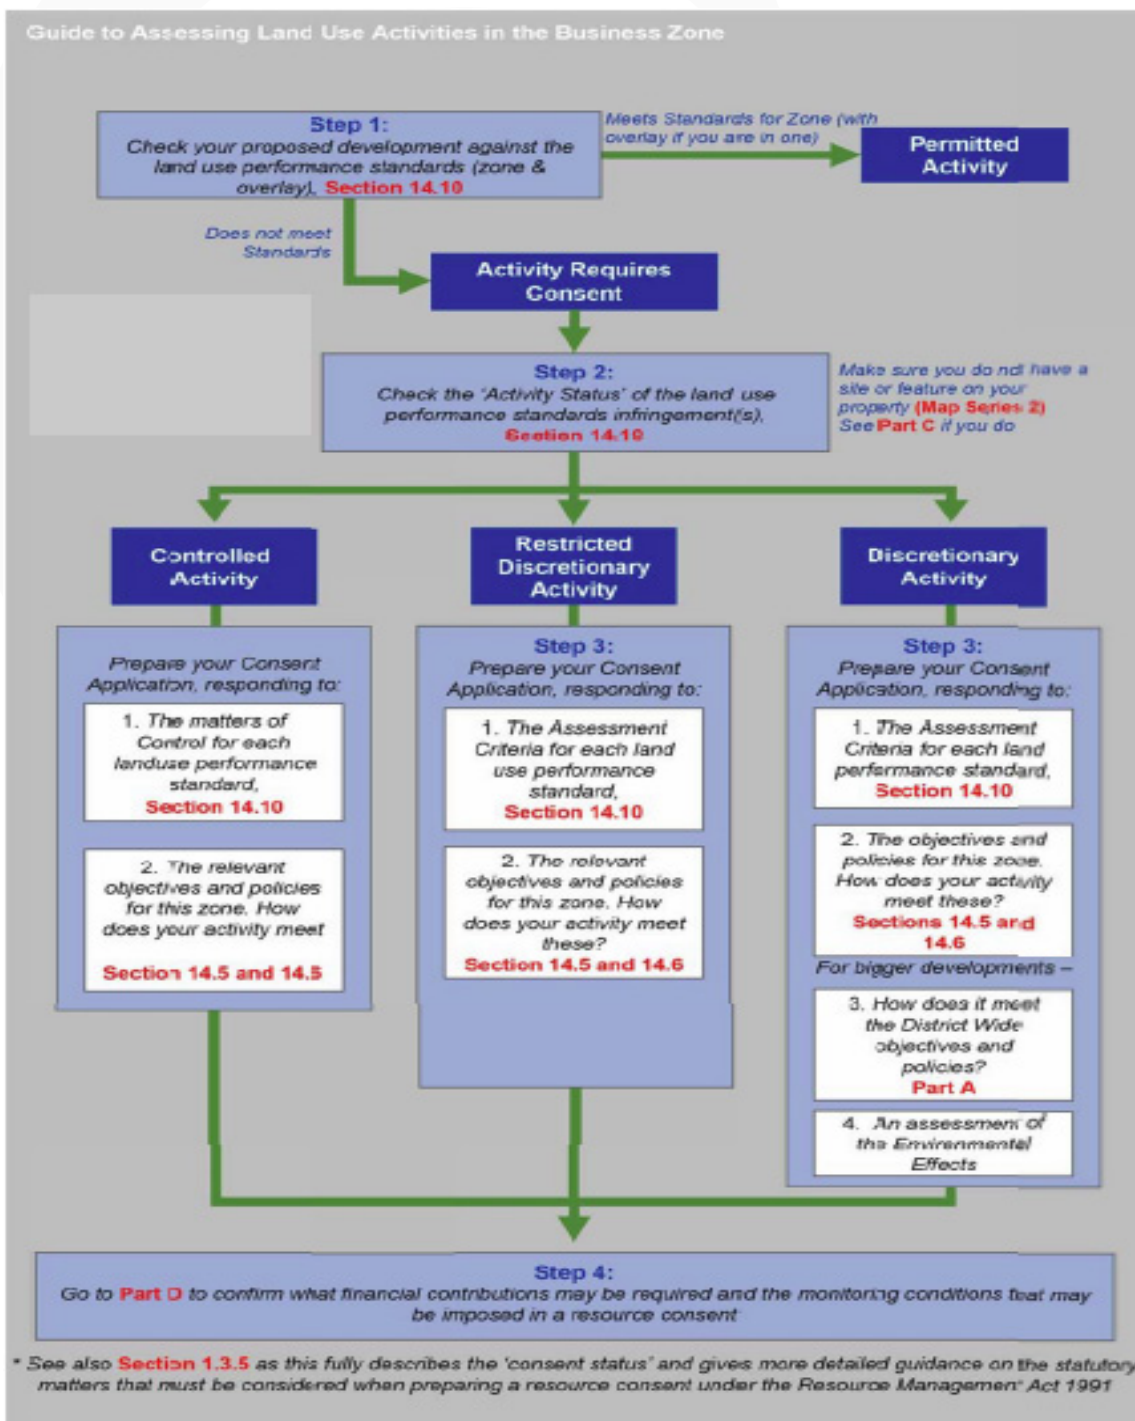 Guide to Assessing Land Use Activities in the Business Zone
Step 1:
Check your proposed development against the
land use performance standards (zone &
overlay), Section 14.10
Meets Standards for Zone (with
overlay if you are in one)
Permitted
Activity
Does not meet
Standards
Activity Requires
Consent
Step 2:
Check the 'Activity Status' of the land use
performance standards infringement(s),
Section 14.10
Make sure you do not have a
site or feature on your
property (Map Series 2)
See Part C if you do
Controlled
Activity
Restricted
Discretionary
Activity
Discretionary
Activity
Prepare your Consent
Application, responding to:
1. The matters of
Control for each
landuse performance
standard,
Section 14.10
2. The relevant
objectives and policies
for this zone. How
does your activity meet
Section 14.5 and 14.6
Step 3:
Prepare your Consent
Application, responding to:
1. The Assessment
Criteria for each land
use performance
standard,
Section 14.10
2. The relevant
objectives and policies
for this zone. How
does your activity meet
these?
Section 14.5 and 14.6
Step 3:
Prepare your Consent
Application, responding to:
1. The Assessment
Criteria for each land
performance standard,
Section 14.10
2. The objectives and
policies for this zone.
How does your activity
meet these?
Sections 14.5 and
14.6
For bigger developments –
3. How does it meet
the District Wide
objectives and
policies?
Part A
4. An assessment of
the Environmental
Effects
Step 4:
Go to Part D to confirm what financial contributions may be required and the monitoring conditions that may
be imposed in a resource consent
* See also Section 1.3.5 as this fully describes the 'consent status' and gives more detailed guidance on the statutory
matters that must be considered when preparing a resource consent under the Resource Management Act 1991